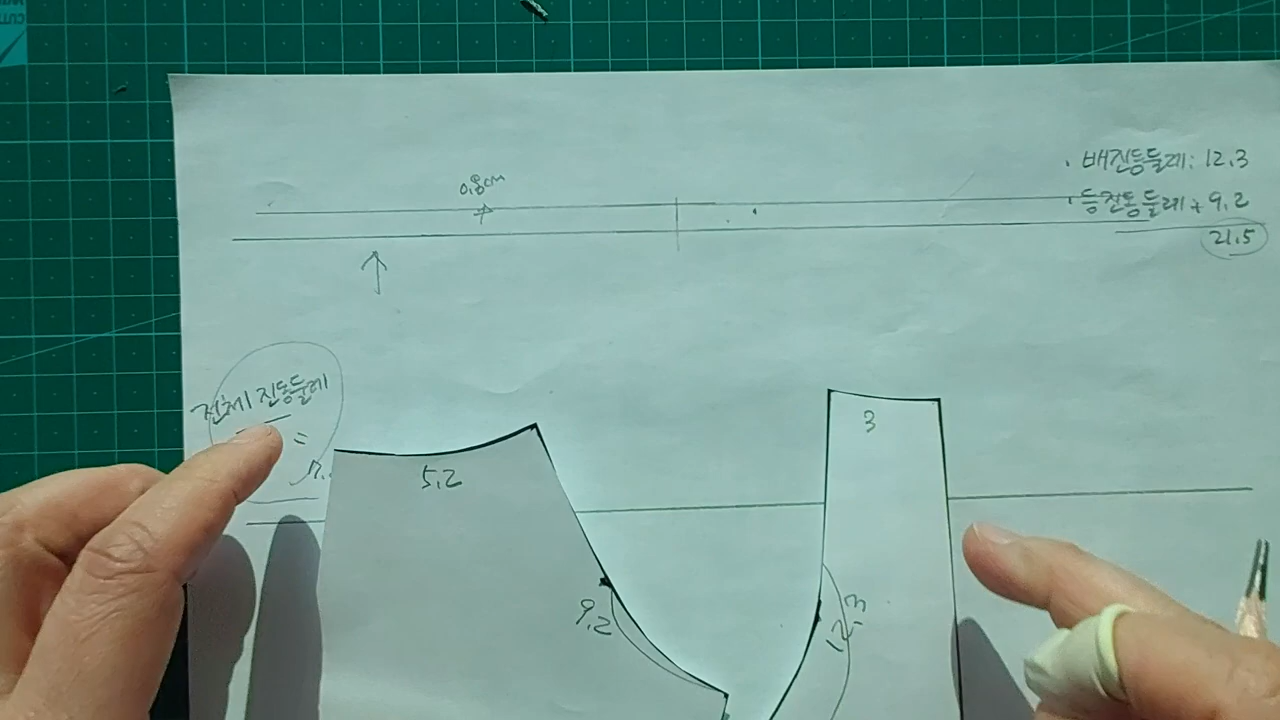 0.8cm
· 배진동둘레: 12.3
· 등진동둘레 + 9.2
21.5
전체 진동둘레
=
5.2
3
9.2
12.3